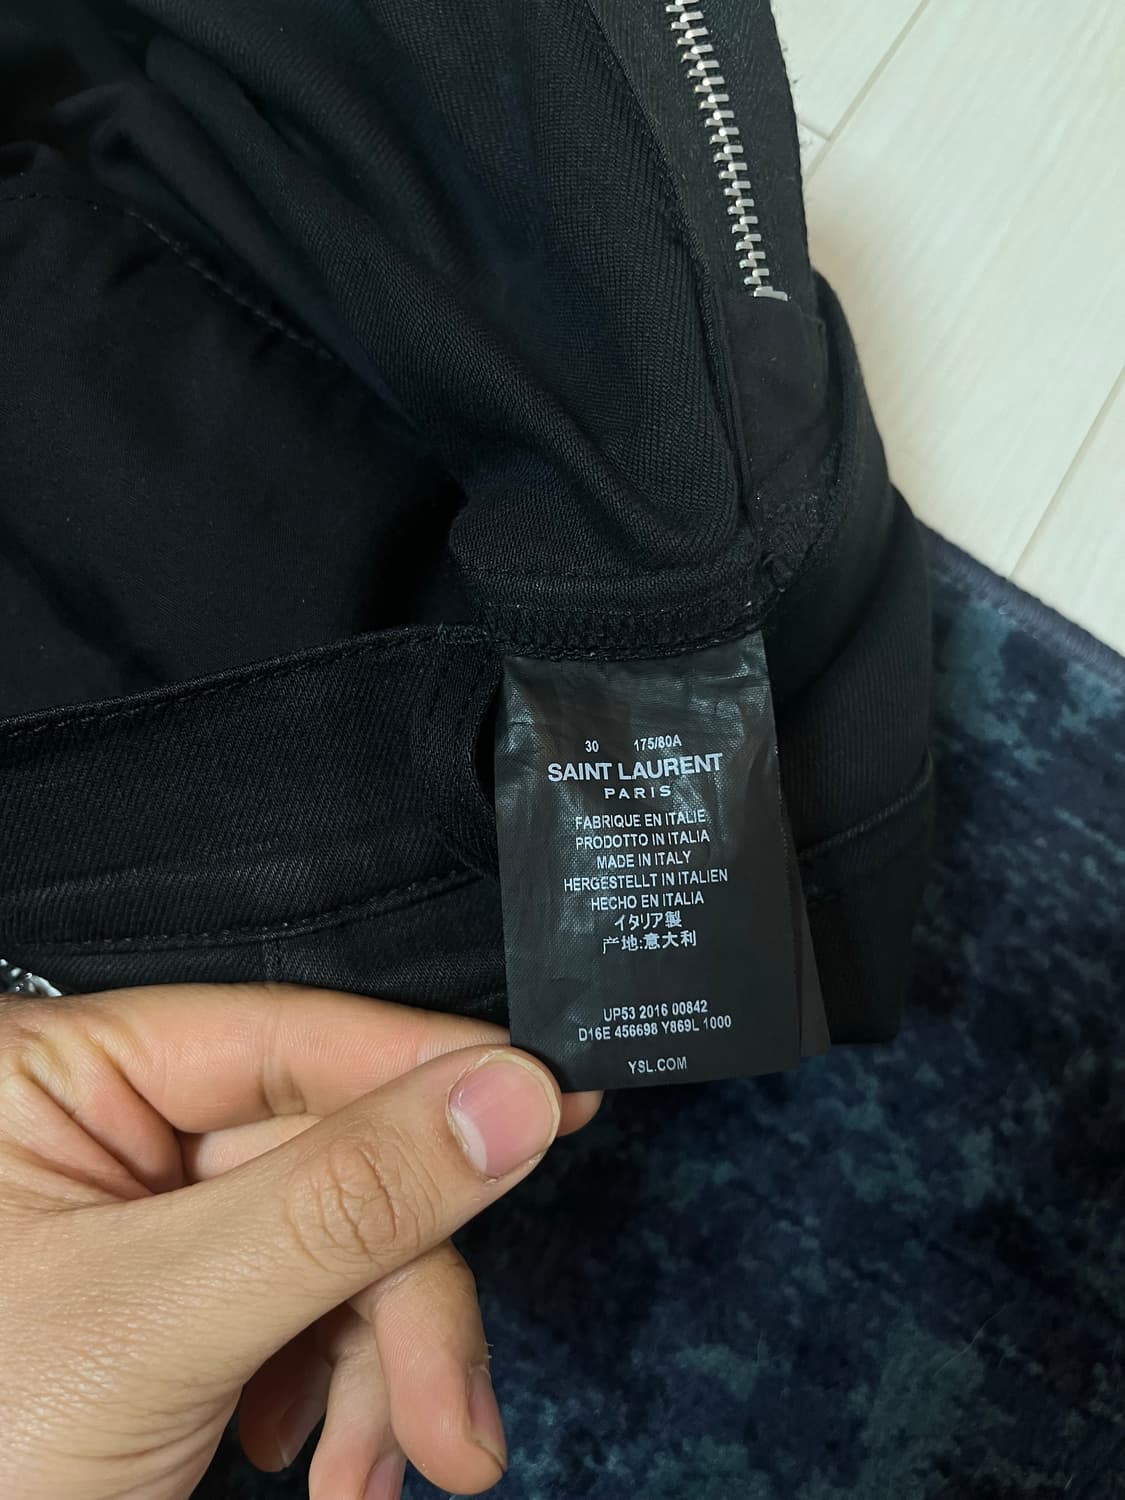 30 175/80A
SAINT LAURENT
PARIS
FABRIQUE EN ITALIE
PRODOTTO IN ITALIA
MADE IN ITALY
HERGESTELLT IN ITALIEN
HECHO EN ITALIA
イタリア製
产地:意大利
UP53 2016 00842
D16E 456698 Y869L 1000
YSL.COM